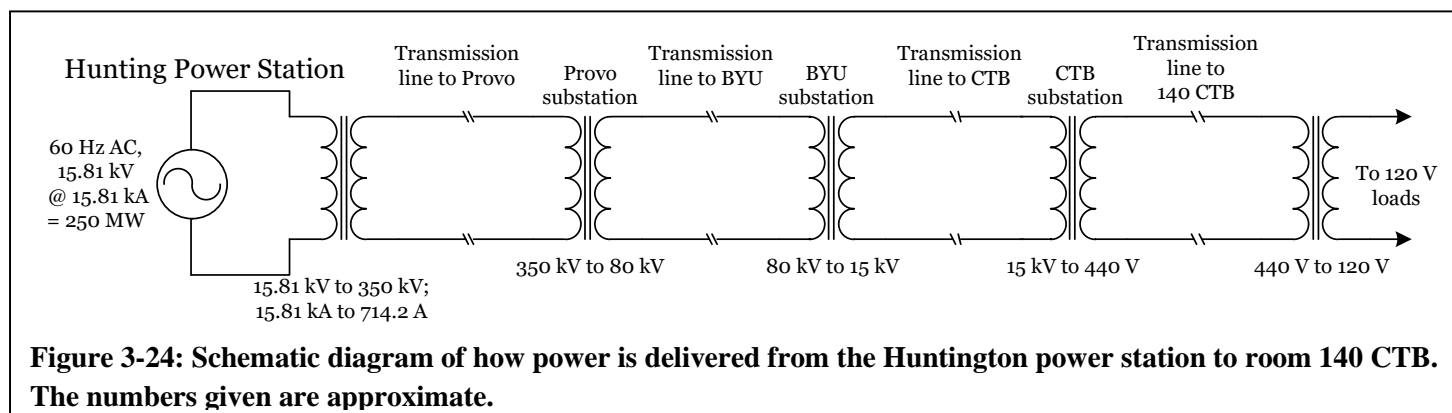 Hunting Power Station
60 Hz AC,
15.81 kV
@ 15.81 kA
= 250 MW
15.81 kV to 350 kV;
15.81 kA to 714.2 A
Transmission
line to Provo
Provo
substation
350 kV to 80 kV
Transmission
line to BYU
BYU
substation
80 kV to 15 kV
Transmission
line to CTB
CTB
substation
15 kV to 440 V
Transmission
line to
140 CTB
440 V to 120 V
To 120 V
loads
Figure 3-24: Schematic diagram of how power is delivered from the Huntington power station to room 140 CTB.
The numbers given are approximate.